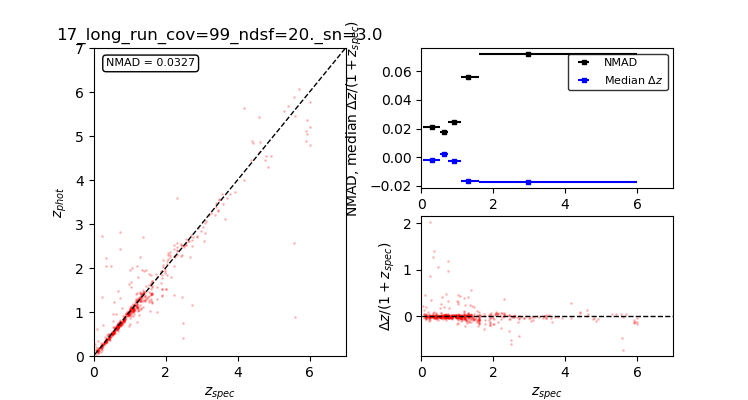 17_long_run_cov=99_ndsf=20._sn=3.0
NMAD = 0.0327
7
6
5
4
3
2
1
0
z_phot
0 2 4 6
z_spec
NMAD, median Δz/(1 + z_spec)
0.06
0.04
0.02
0.00
−0.02
NMAD
Median Δz
0 2 4 6
Δz/(1 + z_spec)
2
1
0
0 2 4 6
z_spec